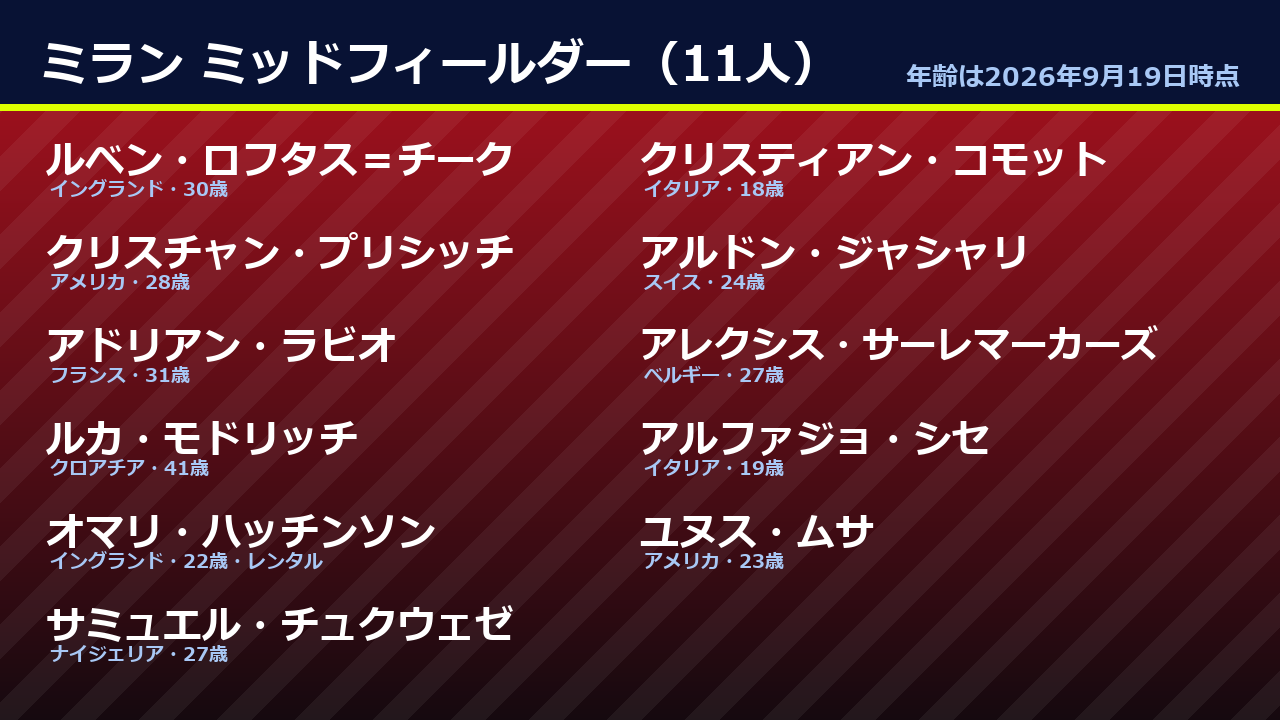 ミラン ミッドフィールダー（11人）
年齢は2026年9月19日時点
ルベン・ロフタス＝チーク
イングランド・30歳
クリスチャン・プリシッチ
アメリカ・28歳
アドリアン・ラビオ
フランス・31歳
ルカ・モドリッチ
クロアチア・41歳
オマリ・ハッチンソン
イングランド・22歳・レンタル
サミュエル・チュクウェゼ
ナイジェリア・27歳
クリスティアン・コモット
イタリア・18歳
アルドン・ジャシャリ
スイス・24歳
アレクシス・サーレマーカーズ
ベルギー・27歳
アルファジョ・シセ
イタリア・19歳
ユヌス・ムサ
アメリカ・23歳